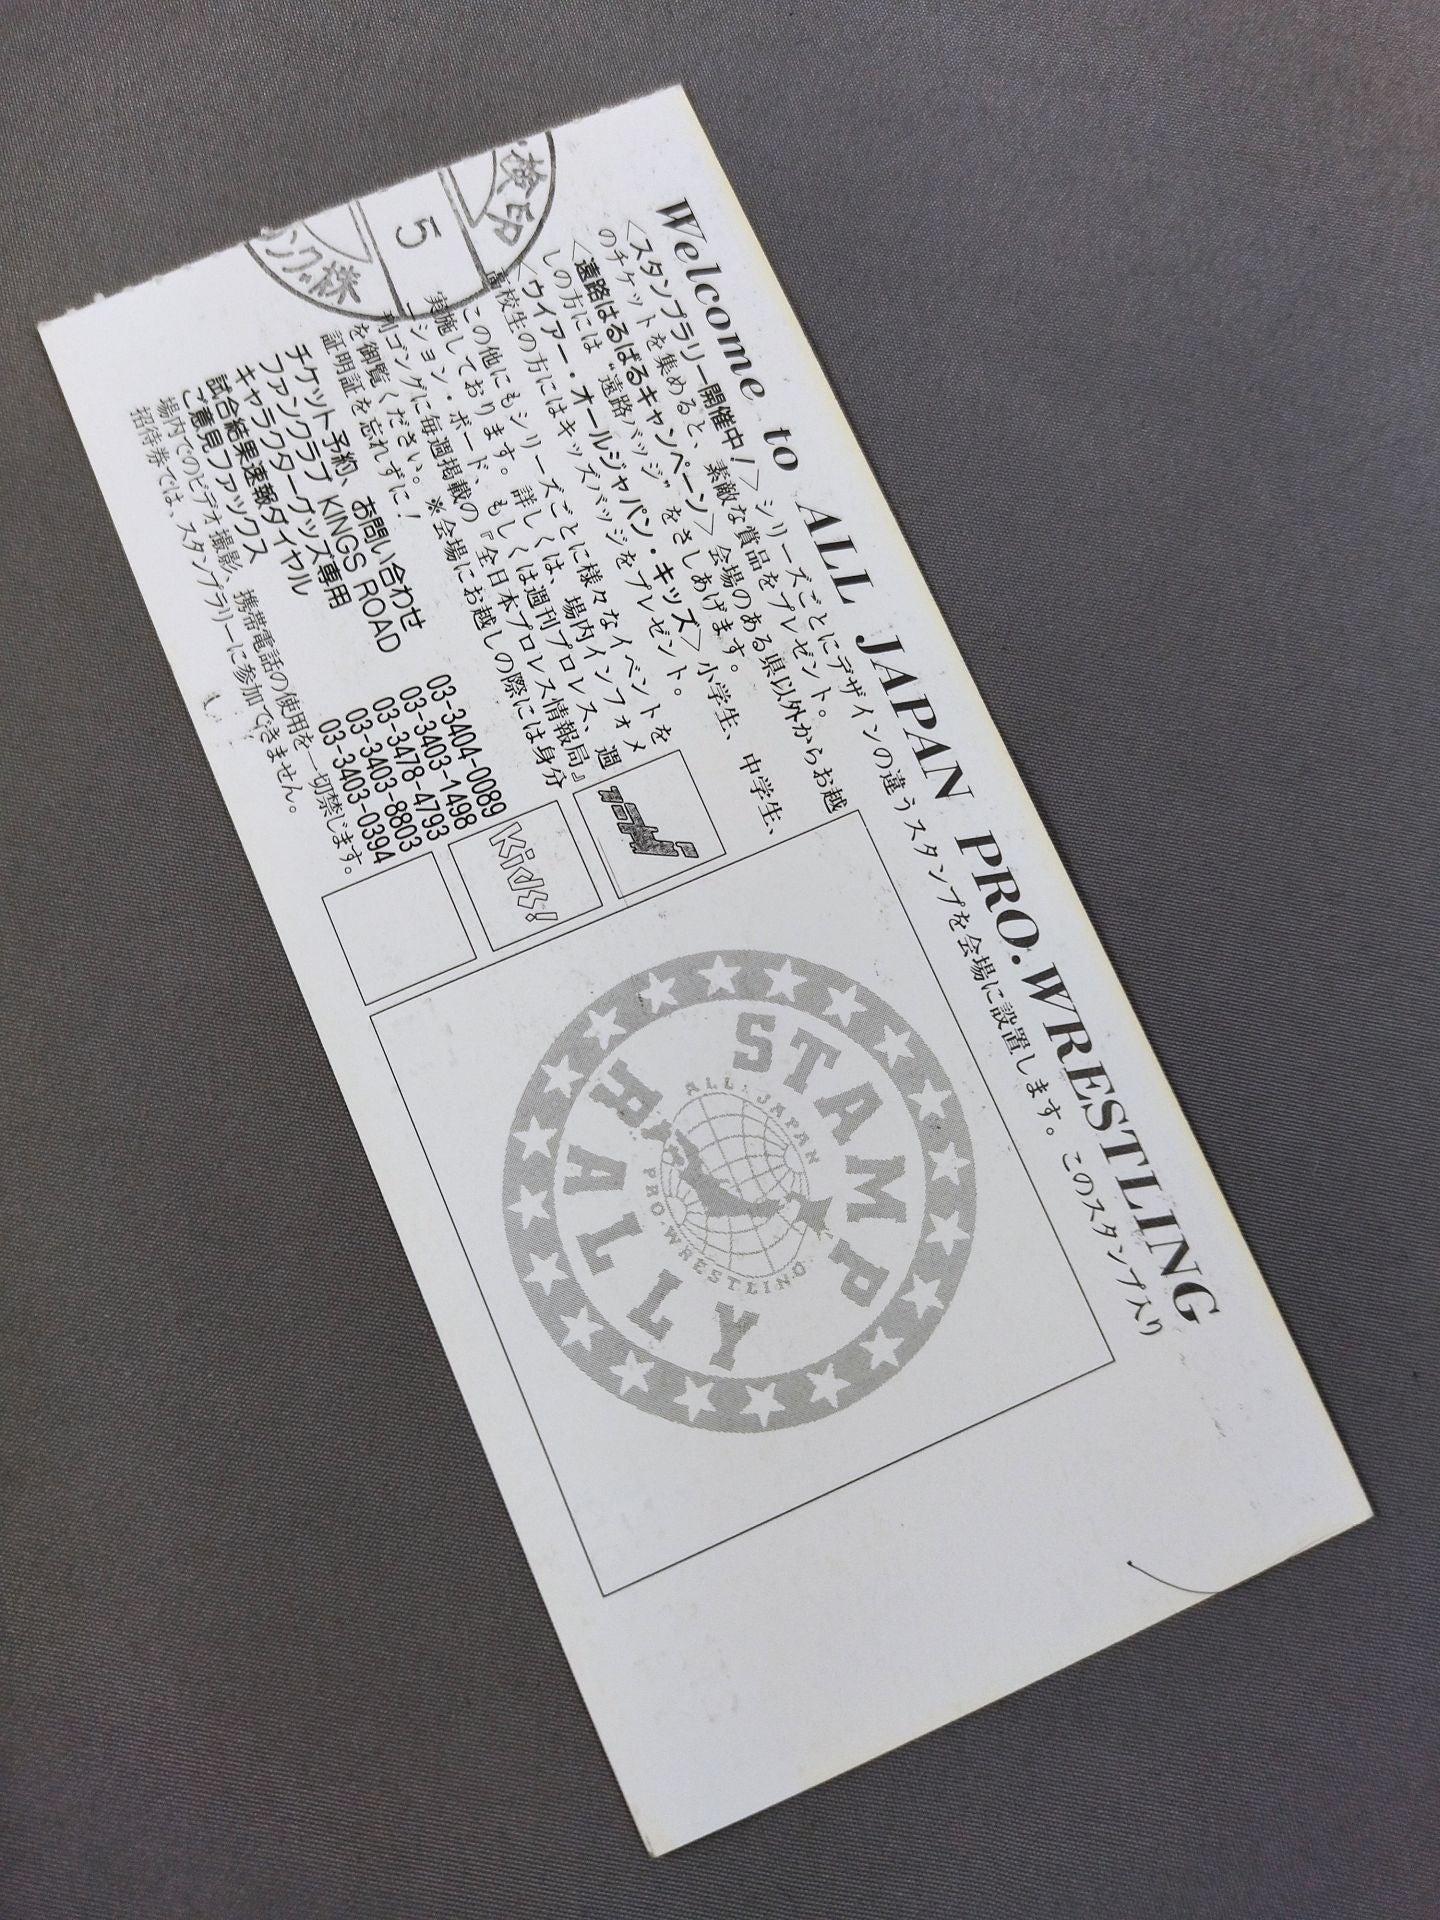 Welcome to ALL JAPAN PRO.WRESTLING
<スタンプラリー開催中!>シリーズごとにデザインの違うスタンプを会場に設置します。このスタンプ入り
のチケットを集めると、素敵な賞品をプレゼント。
<遠路はるばるキャンペーン>会場のある県以外からお越
しの方には“遠路バッジ”をさしあげます。
<ウイアー・オールジャパン・キッズ>小学生、中学生、
高校生の方にはキッズバッジをプレゼント。
この他にもシリーズごとに様々なイベントを
実施しております。詳しくは、場内インフォメ
ーション・ボード、もしくは週刊プロレス、週
刊ゴングに毎週掲載の『全日本プロレス情報局』
を御覧ください。 ※会場にお越しの際には身分
証明証を忘れずに!
チケット予約、お問い合わせ 03-3404-0089
ファンクラブ KINGS ROAD 03-3403-1498
キャラクターグッズ専用 03-3478-4793
試合結果速報ダイヤル 03-3403-8803
ご意見ファックス 03-3403-0394
場内でのビデオ撮影、携帯電話の使用を一切禁じます。
招待券では、スタンプラリーに参加できません。
検印
5
ング株
Kids!
STAMP
RALLY
ALL JAPAN
PRO.WRESTLING